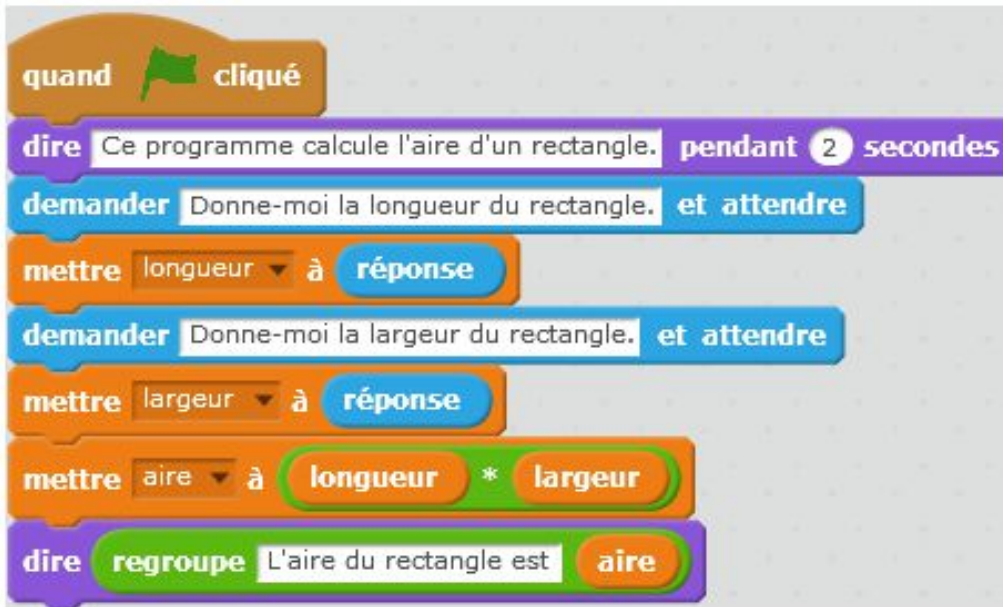 quand cliqué
dire Ce programme calcule l'aire d'un rectangle. pendant 2 secondes
demander Donne-moi la longueur du rectangle. et attendre
mettre longueur à réponse
demander Donne-moi la largeur du rectangle. et attendre
mettre largeur à réponse
mettre aire à longueur * largeur
dire regroupe L'aire du rectangle est aire